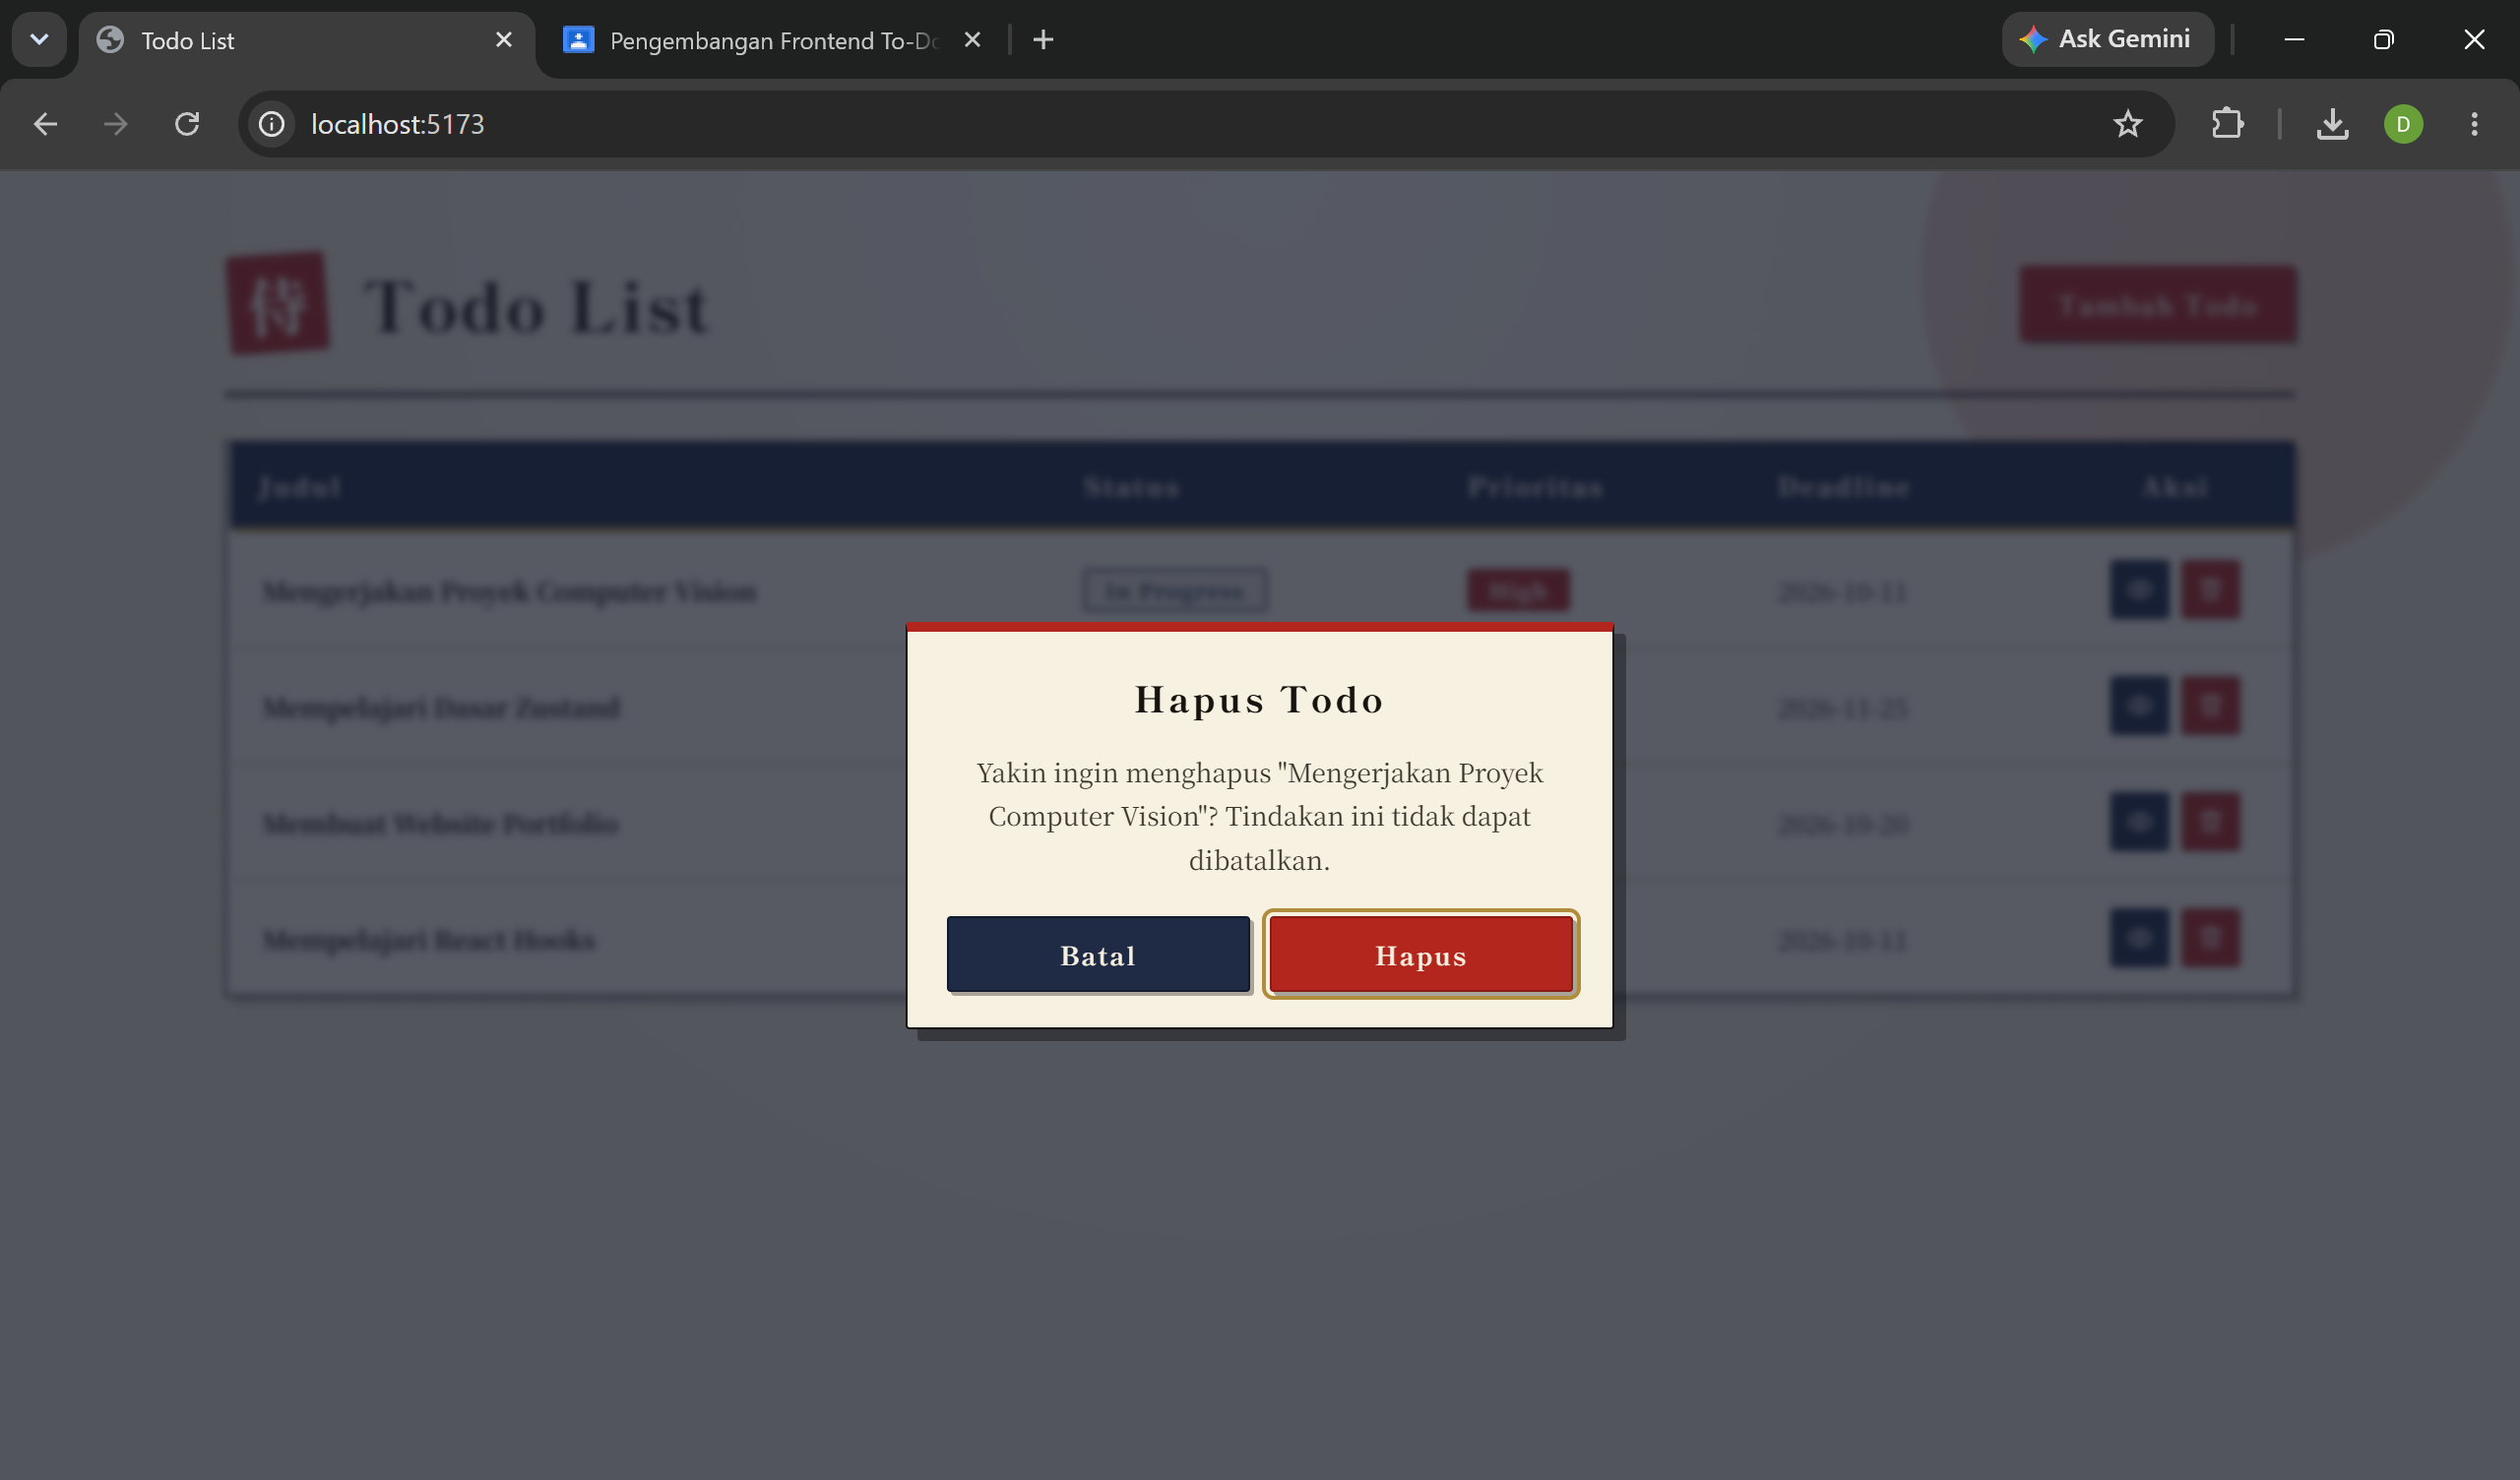 Todo List
Pengembangan Frontend To-Do
Ask Gemini
localhost:5173
D
侍
Todo List
Tambah Todo
Judul Status Prioritas Deadline Aksi
Mengerjakan Proyek Computer Vision In Progress High 2026-10-11
Mempelajari Dasar Zustand 2026-11-25
Membuat Website Portfolio 2026-10-20
Mempelajari React Hooks 2026-10-11
Hapus Todo
Yakin ingin menghapus "Mengerjakan Proyek
Computer Vision"? Tindakan ini tidak dapat
dibatalkan.
Batal Hapus